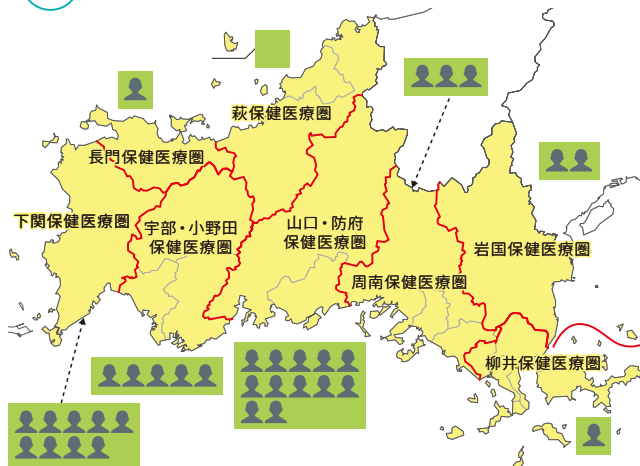 萩保健医療圏
長門保健医療圏
下関保健医療圏
宇部・小野田
保健医療圏
山口・防府
保健医療圏
岩国保健医療圏
周南保健医療圏
柳井保健医療圏